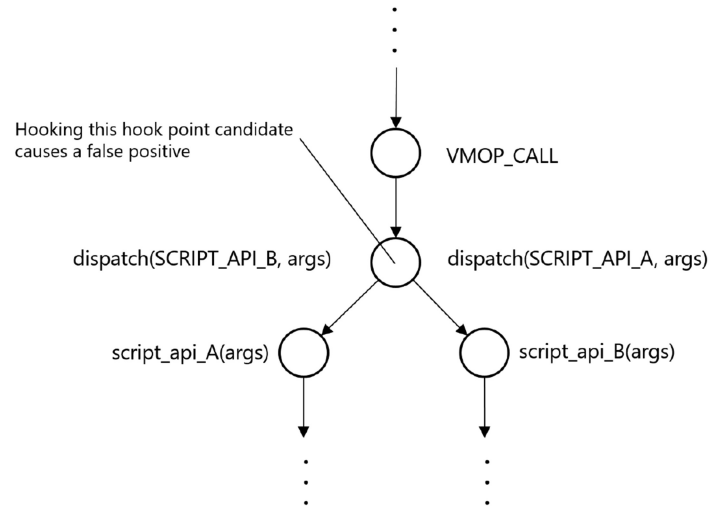 Hooking this hook point candidate
causes a false positive
VMOP_CALL
dispatch(SCRIPT_API_B, args)
dispatch(SCRIPT_API_A, args)
script_api_A(args)
script_api_B(args)